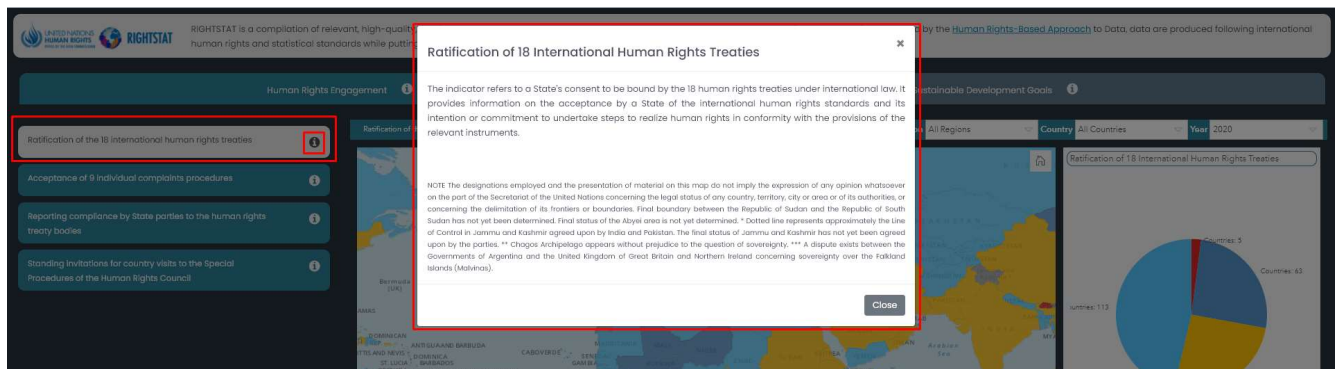 UNITED NATIONS
HUMAN RIGHTS
RIGHTSTAT
RIGHTSTAT is a compilation of relevant, high-quality
human rights and statistical standards while putting
by the Human Rights-Based Approach to Data, data are produced following international
Human Rights Engagement
Sustainable Development Goals
Ratification of the 18 international human rights treaties
Acceptance of 9 individual complaints procedures
Reporting compliance by State parties to the human rights
treaty bodies
Standing invitations for country visits to the Special
Procedures of the Human Rights Council
Ratification of 18 International Human Rights Treaties
×
The indicator refers to a State's consent to be bound by the 18 human rights treaties under international law. It
provides information on the acceptance by a State of the international human rights standards and its
intention or commitment to undertake steps to realize human rights in conformity with the provisions of the
relevant instruments.
NOTE The designations employed and the presentation of material on this map do not imply the expression of any opinion whatsoever
on the part of the Secretariat of the United Nations concerning the legal status of any country, territory, city or area or of its authorities, or
concerning the delimitation of its frontiers or boundaries. Final boundary between the Republic of Sudan and the Republic of South
Sudan has not yet been determined. Final status of the Abyei area is not yet determined. * Dotted line represents approximately the Line
of Control in Jammu and Kashmir agreed upon by India and Pakistan. The final status of Jammu and Kashmir has not yet been agreed
upon by the parties. ** Chagos Archipelago appears without prejudice to the question of sovereignty. *** A dispute exists between the
Governments of Argentina and the United Kingdom of Great Britain and Northern Ireland concerning sovereignty over the Falkland
Islands (Malvinas).
Close
Ratification of
All Regions
Country All Countries
Year 2020
Ratification of 18 International Human Rights Treaties
Countries: 5
Countries: 63
untries: 113
Bermuda
(UK)
DOMINICAN
ANTIGUA AND BARBUDA
DOMINICA
ST. LUCIA
BARBADOS
CABO VERDE
Arabian
Sea